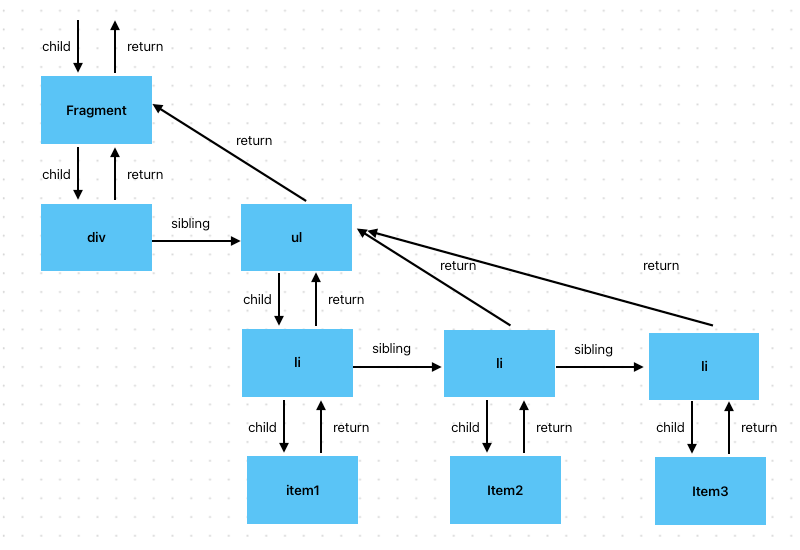 child
return
Fragment
return
child
return
sibling
div
ul
return
return
child
return
sibling
sibling
li
li
li
child
return
child
return
child
return
item1
Item2
Item3